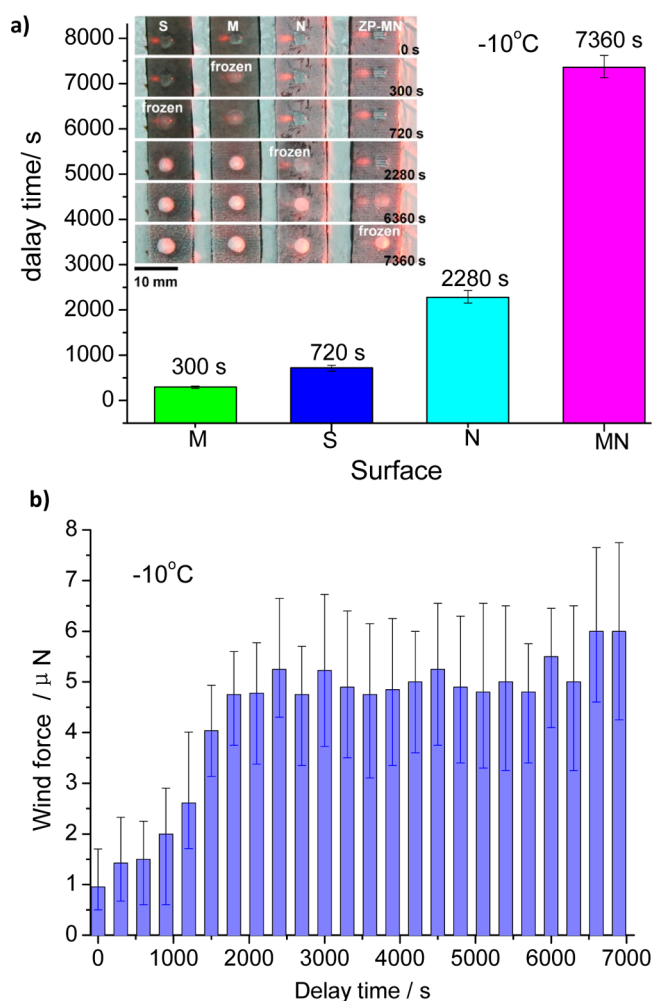 a)
-10°C
7360 s
8000
7000
6000
5000
4000
3000
2000
1000
0
dalay time/ s
S M N ZP-MN
0 s
frozen
300 s
frozen
720 s
frozen
2280 s
6360 s
frozen
7360 s
10 mm
2280 s
720 s
300 s
M S N MN
Surface
b)
-10°C
8
7
6
5
4
3
2
1
0
Wind force / μ N
0 1000 2000 3000 4000 5000 6000 7000
Delay time / s